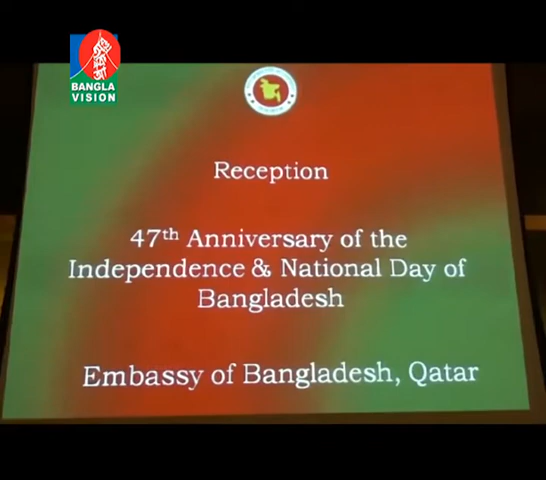 BANGLA
VISION
Reception
47th Anniversary of the
Independence & National Day of
Bangladesh
Embassy of Bangladesh, Qatar